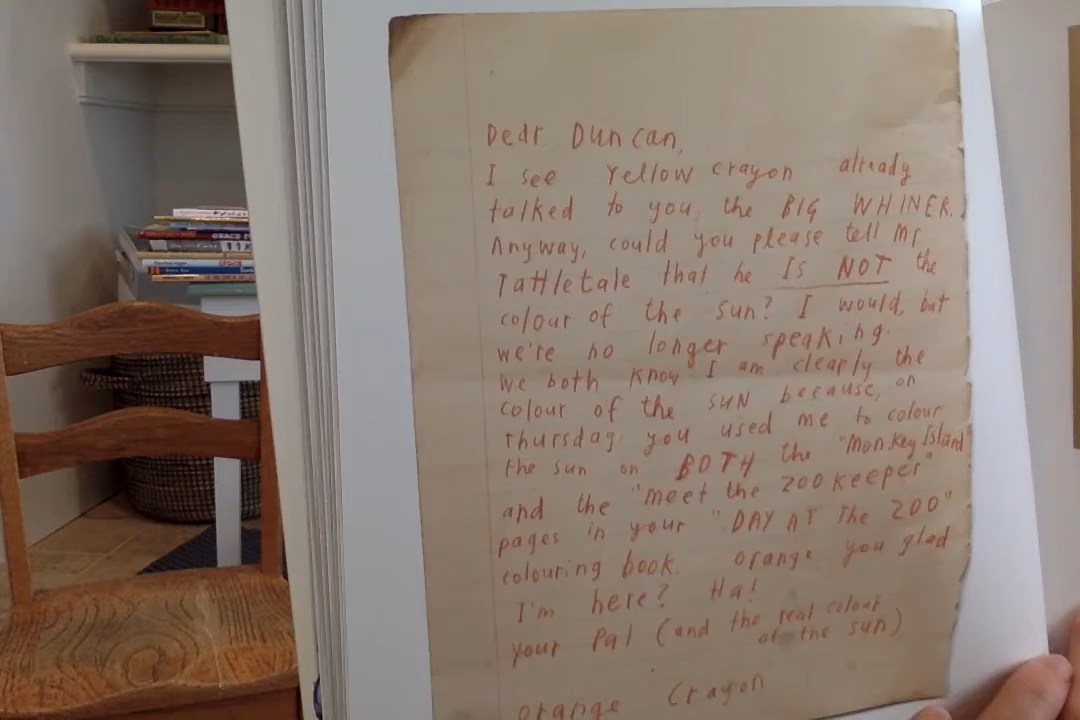 Dear Duncan,
I see Yellow crayon already
talked to you, the BIG WHINER.
Anyway, could you please tell Mr
Tattletale that he IS NOT the
colour of the sun? I would, but
we're no longer speaking.
We both know I am clearly the
colour of the SUN because, on
Thursday, you used me to colour
the sun on BOTH the "Monkey Island"
and the "Meet the Zoo keeper"
pages in your "DAY AT The ZOO"
colouring book. Orange you glad
I'm here? Ha!
Your Pal (and the real colour
of the sun)
Orange Crayon